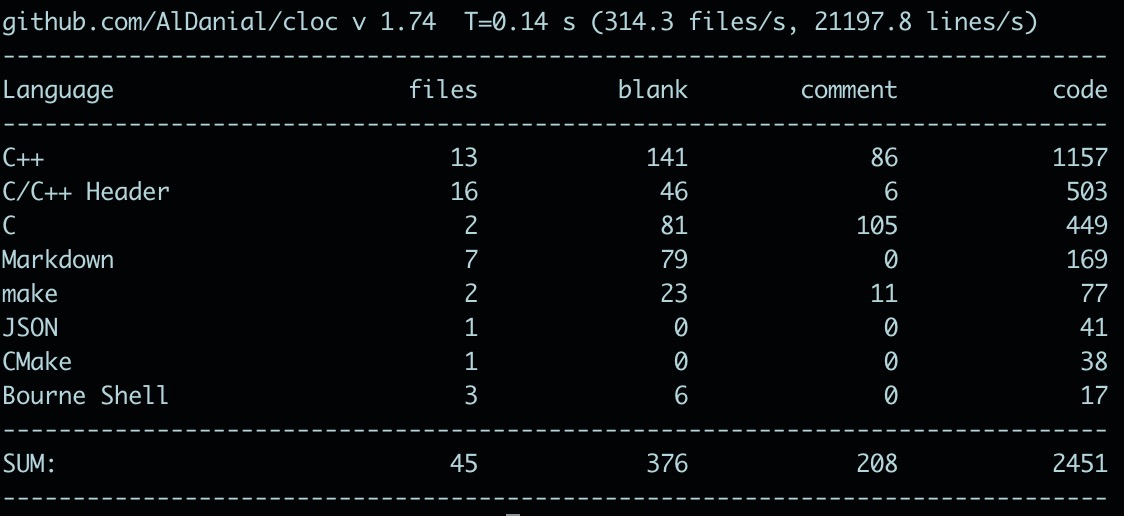 github.com/AlDanial/cloc v 1.74  T=0.14 s (314.3 files/s, 21197.8 lines/s)
-------------------------------------------------------------------------------
Language                     files          blank        comment           code
-------------------------------------------------------------------------------
C++                             13            141             86           1157
C/C++ Header                    16             46              6            503
C                                2             81            105            449
Markdown                         7             79              0            169
make                             2             23             11             77
JSON                             1              0              0             41
CMake                            1              0              0             38
Bourne Shell                     3              6              0             17
-------------------------------------------------------------------------------
SUM:                            45            376            208           2451
-------------------------------------------------------------------------------